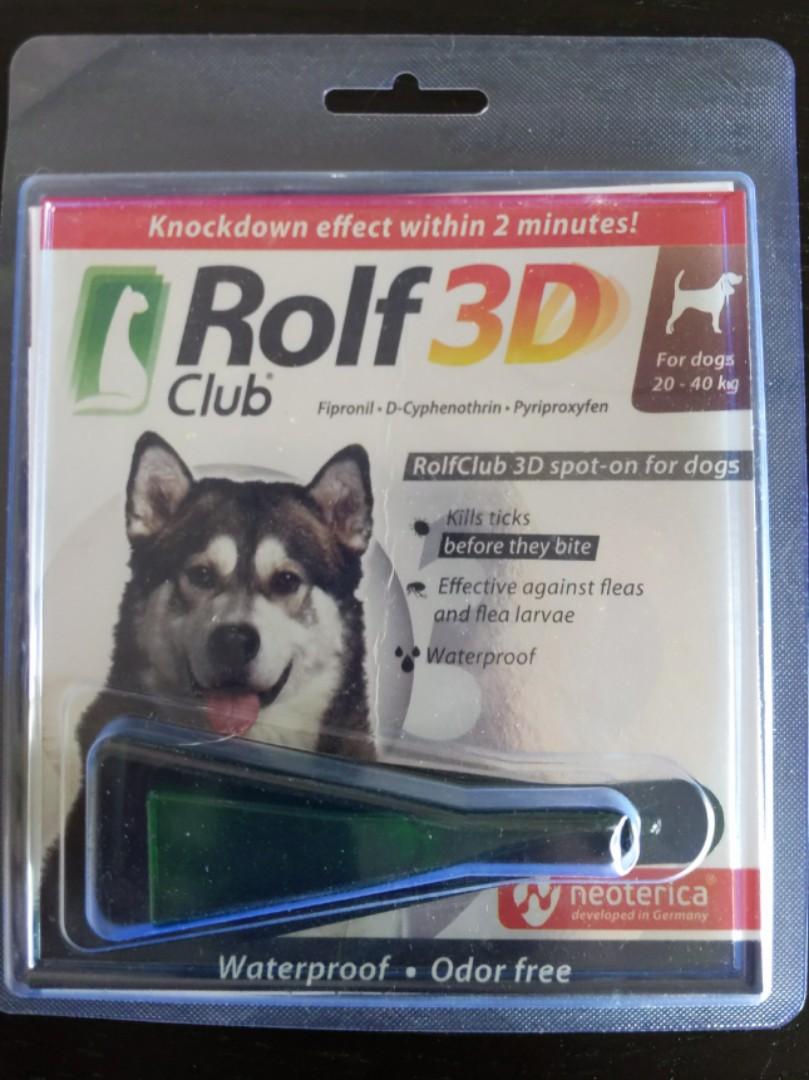 Knockdown effect within 2 minutes!
Rolf 3D
Club®
For dogs
20 - 40 kg
Fipronil • D-Cyphenothrin • Pyriproxyfen
RolfClub 3D spot-on for dogs
Kills ticks
before they bite
Effective against fleas
and flea larvae
Waterproof
neoterica®
developed in Germany
Waterproof • Odor free